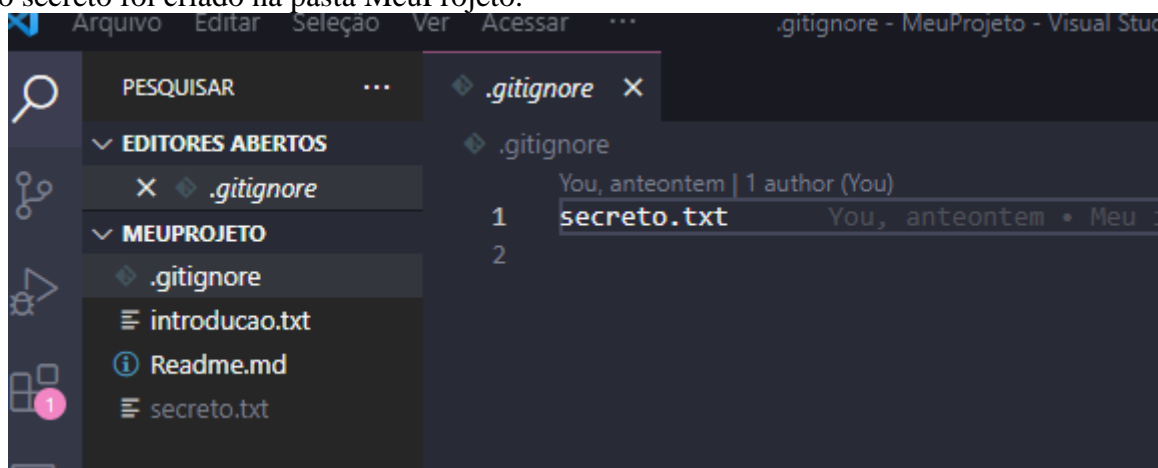 o secreto foi criado na pasta MeuProjeto.
Arquivo Editar Seleção Ver Acessar ··· .gitignore - MeuProjeto - Visual
PESQUISAR ···
EDITORES ABERTOS
.gitignore
MEUPROJETO
.gitignore
introducao.txt
Readme.md
secreto.txt
1
.gitignore
.gitignore
You, anteontem | 1 author (You)
1 secreto.txt You, anteontem • Meu
2